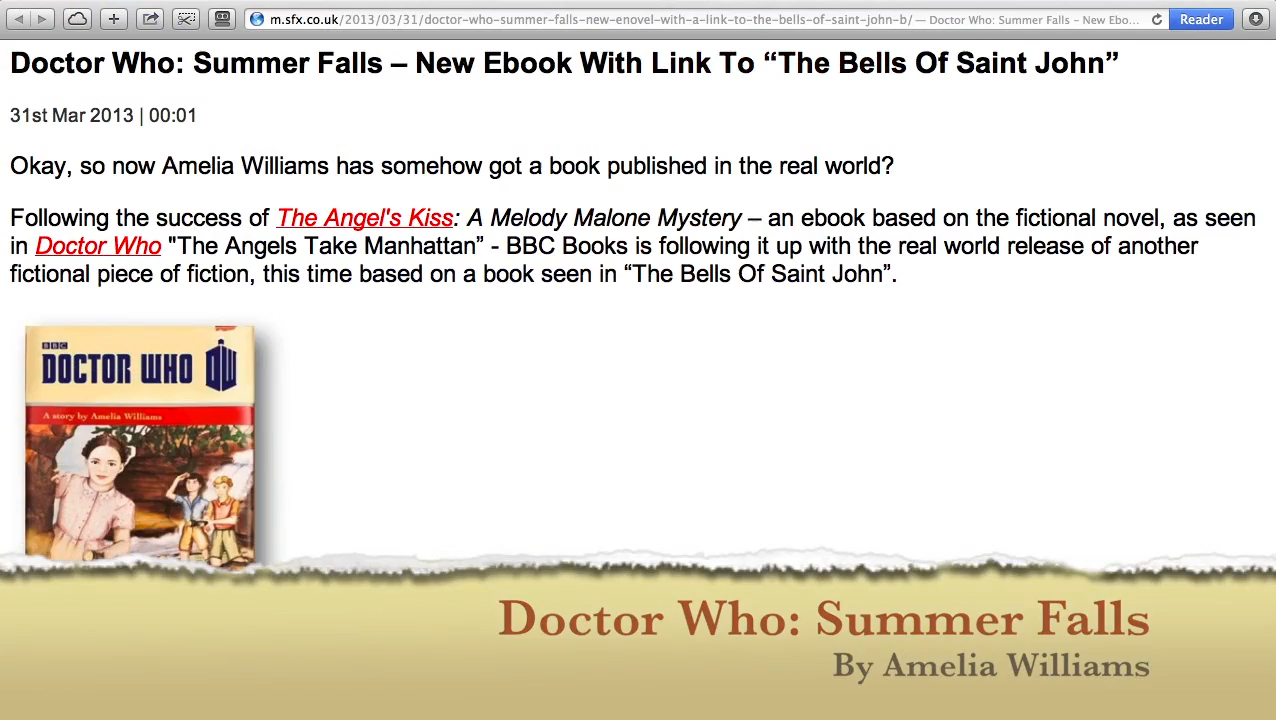 m.sfx.co.uk/2013/03/31/doctor-who-summer-falls-new-enovel-with-a-link-to-the-bells-of-saint-john-b/ — Doctor Who: Summer Falls – New Ebo... Reader
Doctor Who: Summer Falls – New Ebook With Link To “The Bells Of Saint John”
31st Mar 2013 | 00:01
Okay, so now Amelia Williams has somehow got a book published in the real world?
Following the success of The Angel's Kiss: A Melody Malone Mystery – an ebook based on the fictional novel, as seen
in Doctor Who "The Angels Take Manhattan” - BBC Books is following it up with the real world release of another
fictional piece of fiction, this time based on a book seen in “The Bells Of Saint John”.
BBC
DOCTOR WHO DW
A story by Amelia Williams
Doctor Who: Summer Falls
By Amelia Williams